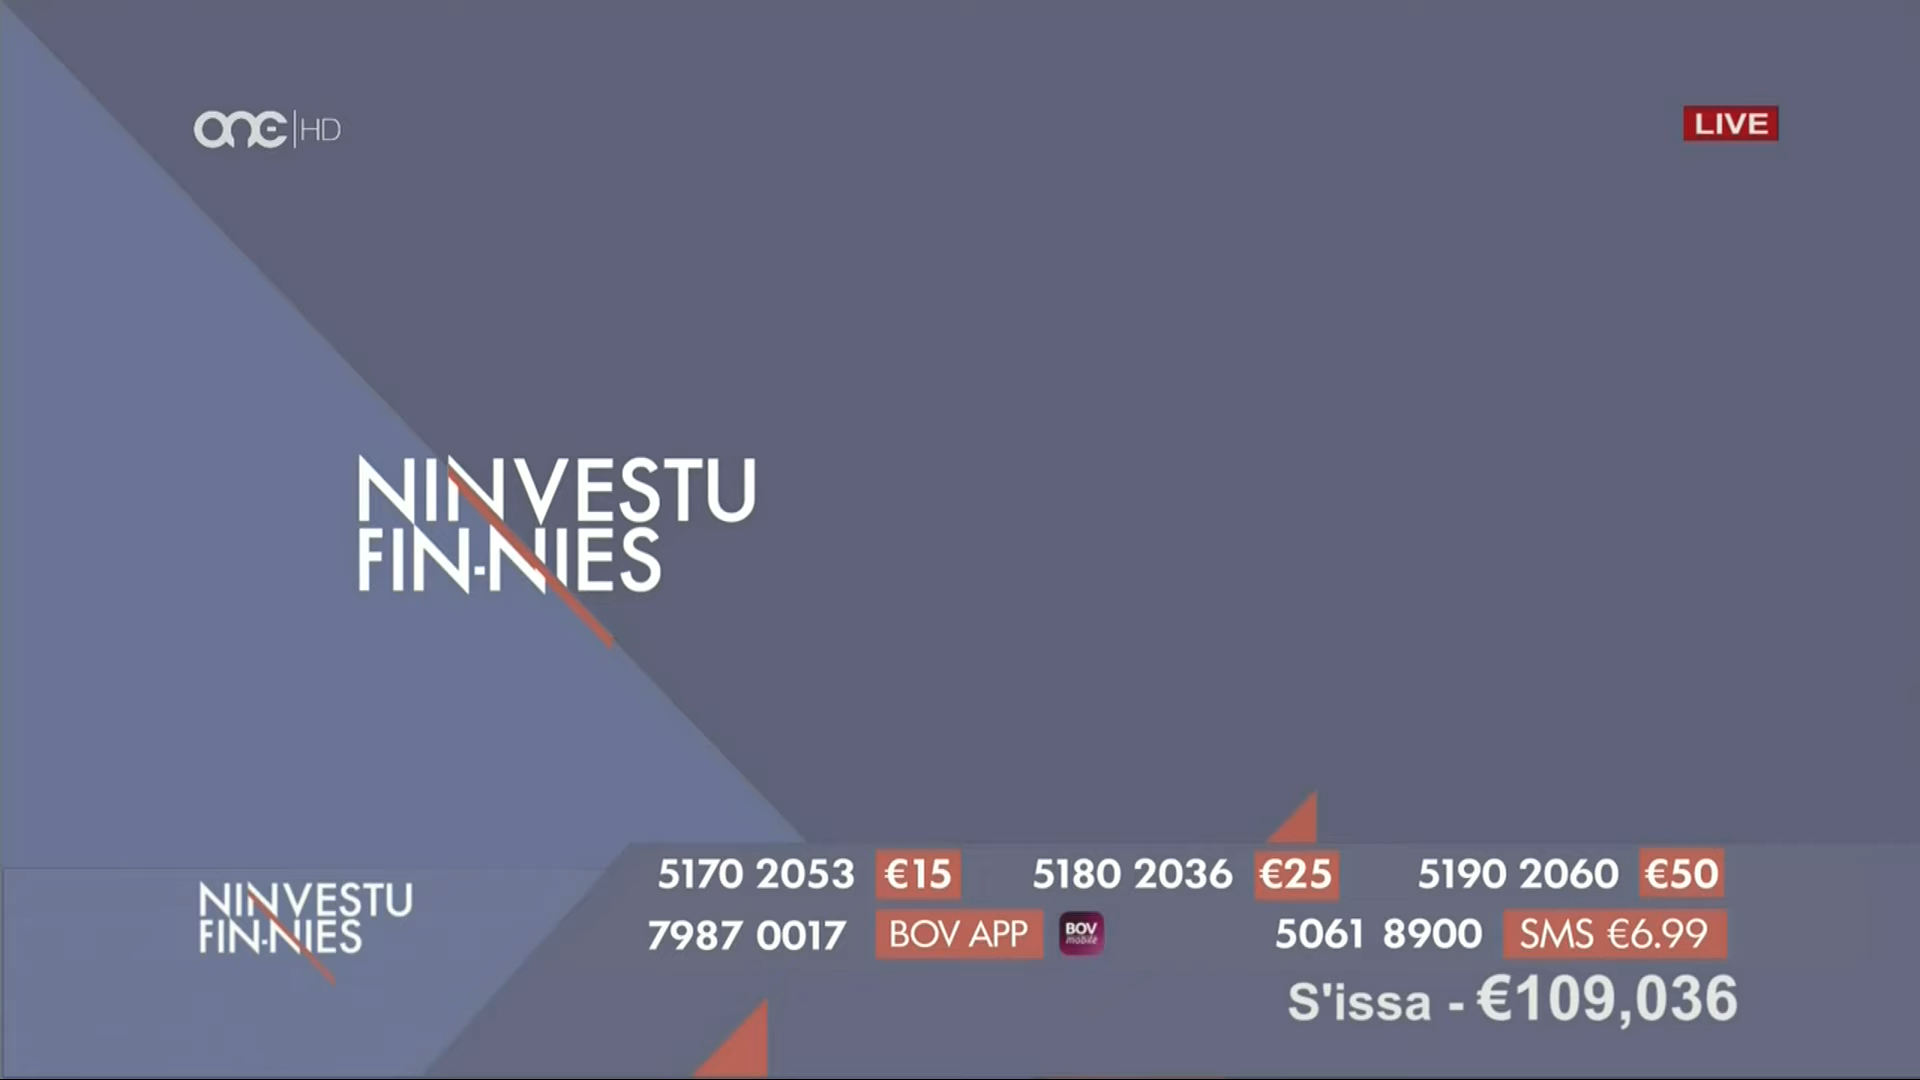 one|HD
LIVE
NINVESTU
FIN-NIES
NINVESTU
FIN-NIES
5170 2053 €15 5180 2036 €25 5190 2060 €50
7987 0017 BOV APP BOV mobile 5061 8900 SMS €6.99
S'issa - €109,036